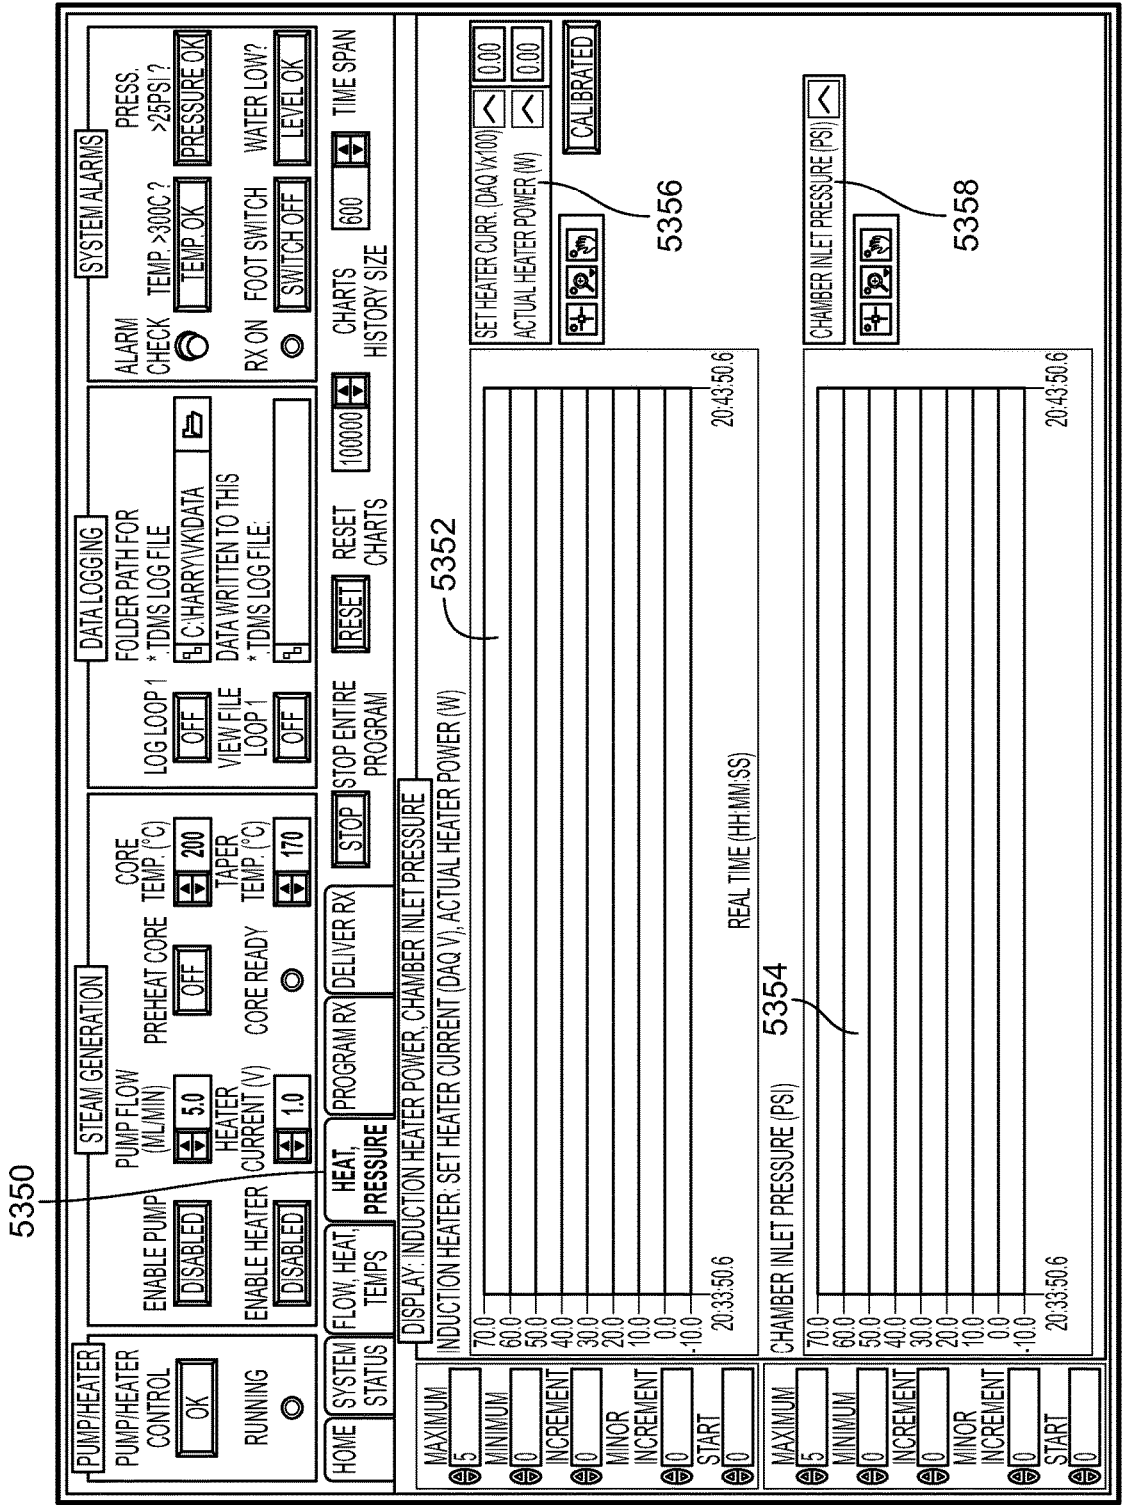 5350
PUMP/HEATER
PUMP/HEATER
CONTROL
OK
RUNNING
STEAM GENERATION
ENABLE PUMP
DISABLED
PUMP FLOW
(ML/MIN)
5.0
PREHEAT CORE
OFF
CORE
TEMP. (°C)
200
ENABLE HEATER
DISABLED
HEATER
CURRENT (V)
1.0
CORE READY
TAPER
TEMP. (°C)
170
DATA LOGGING
LOG LOOP 1
OFF
VIEW FILE
LOOP 1
OFF
FOLDER PATH FOR
*.TDMS LOG FILE
C:\HARRY\VK\DATA
DATA WRITTEN TO THIS
*.TDMS LOG FILE:
SYSTEM ALARMS
ALARM
CHECK
TEMP. >300C ?
TEMP. OK
PRESS.
>25PSI ?
PRESSURE OK
RX ON
FOOT SWITCH
SWITCH OFF
WATER LOW?
LEVEL OK
HOME
SYSTEM
STATUS
FLOW, HEAT,
TEMPS
HEAT,
PRESSURE
PROGRAM RX
DELIVER RX
STOP
STOP ENTIRE
PROGRAM
RESET
RESET
CHARTS
100000
CHARTS
HISTORY SIZE
600
TIME SPAN
DISPLAY: INDUCTION HEATER POWER, CHAMBER INLET PRESSURE
INDUCTION HEATER: SET HEATER CURRENT (DAQ V), ACTUAL HEATER POWER (W)
5352
MAXIMUM
5
MINIMUM
0
INCREMENT
0
MINOR
INCREMENT
0
START
0
70.0
60.0
50.0
40.0
30.0
20.0
10.0
0.0
-10.0
20:33:50.6
20:43:50.6
REAL TIME (HH:MM:SS)
SET HEATER CURR. (DAQ Vx100)
0.00
ACTUAL HEATER POWER (W)
0.00
CALIBRATED
5356
5354
CHAMBER INLET PRESSURE (PSI)
MAXIMUM
5
MINIMUM
0
INCREMENT
0
MINOR
INCREMENT
0
START
0
70.0
60.0
50.0
40.0
30.0
20.0
10.0
0.0
-10.0
20:33:50.6
20:43:50.6
CHAMBER INLET PRESSURE (PSI)
5358